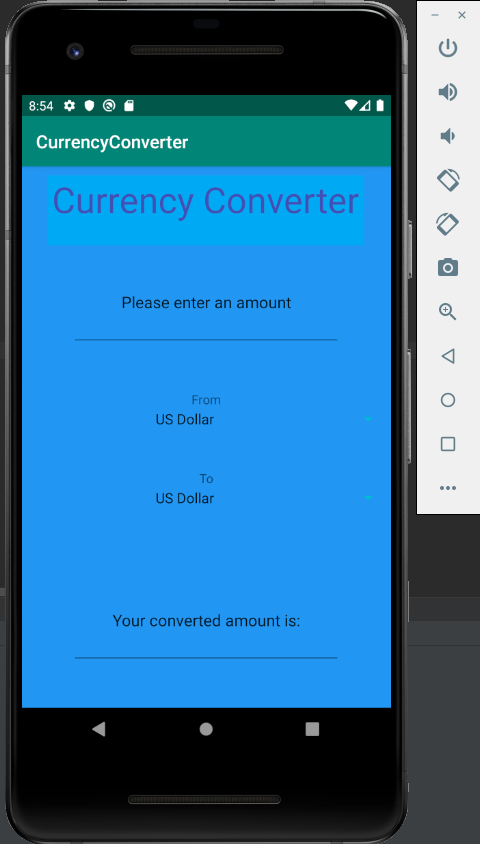 8:54
CurrencyConverter
Currency Converter
Please enter an amount
From
US Dollar
To
US Dollar
Your converted amount is: